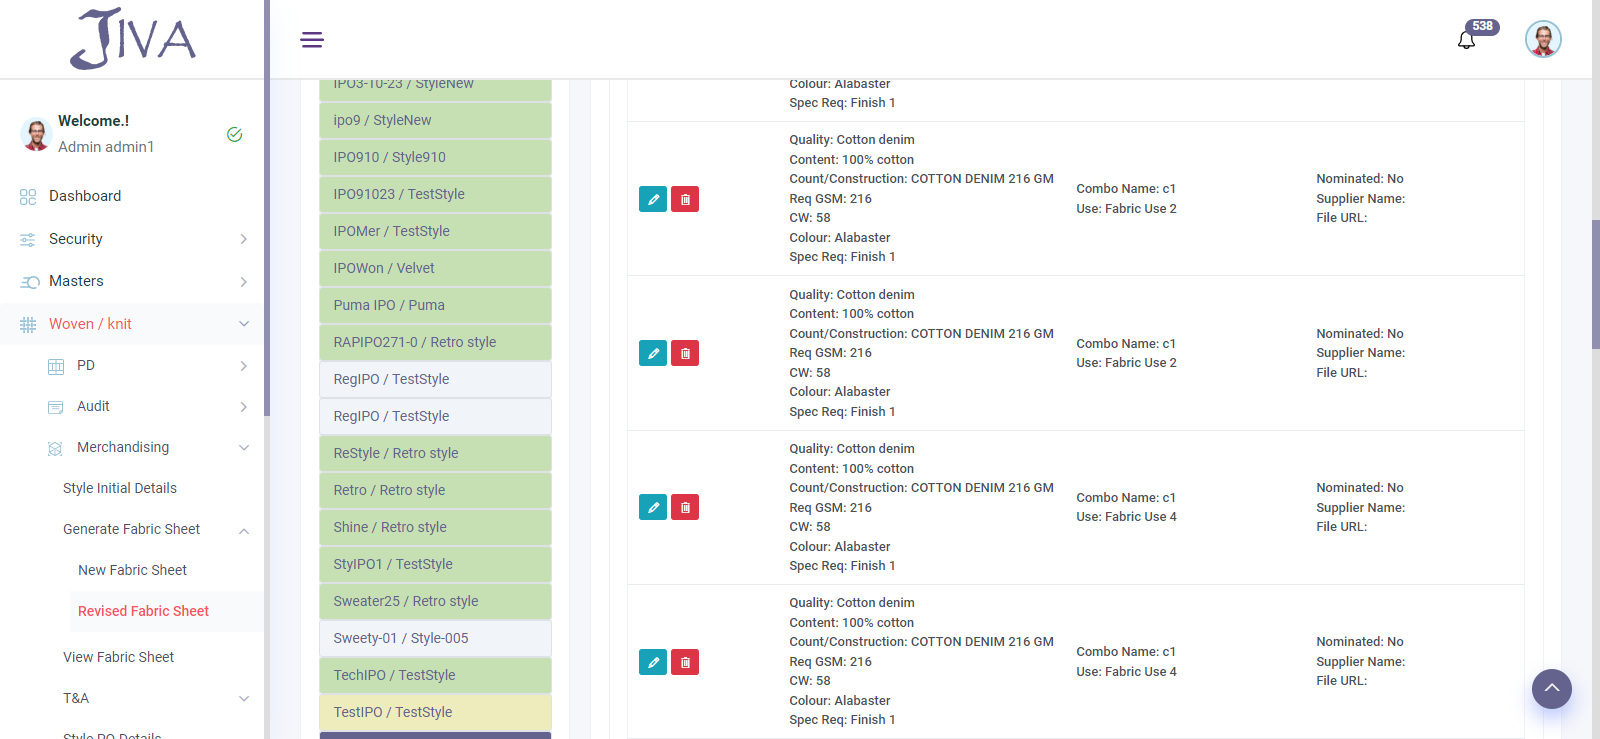 JIVA
538
Welcome.!
Admin admin1
Dashboard
Security
Masters
Woven / knit
PD
Audit
Merchandising
Style Initial Details
Generate Fabric Sheet
New Fabric Sheet
Revised Fabric Sheet
View Fabric Sheet
T&A
Style PO Details
IPO3-10-23 / StyleNew
ipo9 / StyleNew
IPO910 / Style910
IPO91023 / TestStyle
IPOMer / TestStyle
IPOWon / Velvet
Puma IPO / Puma
RAPIPO271-0 / Retro style
RegIPO / TestStyle
RegIPO / TestStyle
ReStyle / Retro style
Retro / Retro style
Shine / Retro style
StyIPO1 / TestStyle
Sweater25 / Retro style
Sweety-01 / Style-005
TechIPO / TestStyle
TestIPO / TestStyle
Colour: Alabaster
Spec Req: Finish 1
Quality: Cotton denim
Content: 100% cotton
Count/Construction: COTTON DENIM 216 GM
Req GSM: 216
CW: 58
Colour: Alabaster
Spec Req: Finish 1
Combo Name: c1
Use: Fabric Use 2
Nominated: No
Supplier Name:
File URL:
Quality: Cotton denim
Content: 100% cotton
Count/Construction: COTTON DENIM 216 GM
Req GSM: 216
CW: 58
Colour: Alabaster
Spec Req: Finish 1
Combo Name: c1
Use: Fabric Use 2
Nominated: No
Supplier Name:
File URL:
Quality: Cotton denim
Content: 100% cotton
Count/Construction: COTTON DENIM 216 GM
Req GSM: 216
CW: 58
Colour: Alabaster
Spec Req: Finish 1
Combo Name: c1
Use: Fabric Use 4
Nominated: No
Supplier Name:
File URL:
Quality: Cotton denim
Content: 100% cotton
Count/Construction: COTTON DENIM 216 GM
Req GSM: 216
CW: 58
Colour: Alabaster
Spec Req: Finish 1
Combo Name: c1
Use: Fabric Use 4
Nominated: No
Supplier Name:
File URL: